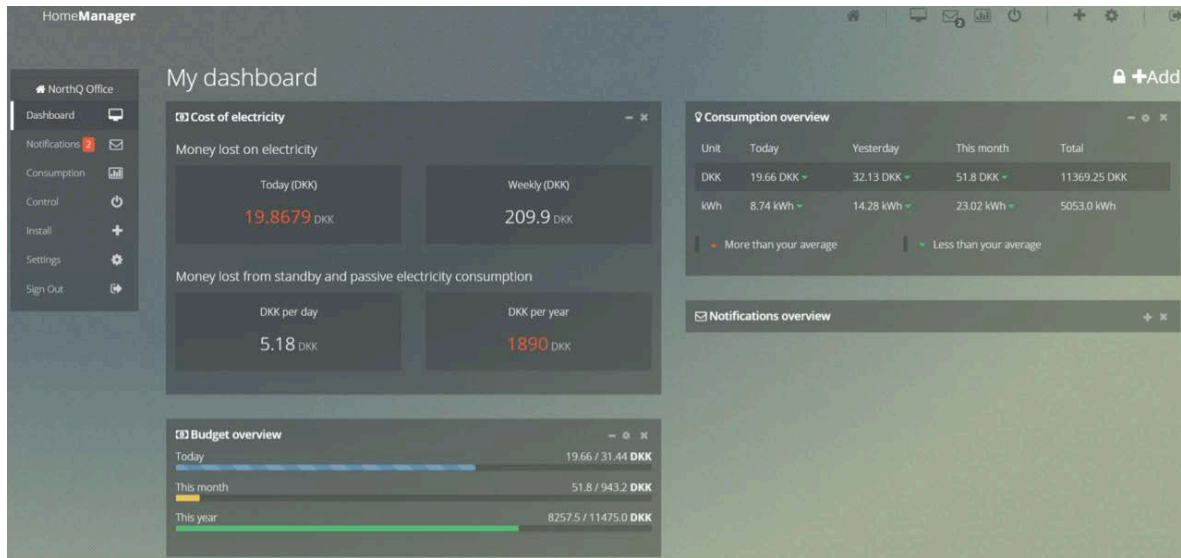 HomeManager
2
NorthQ Office
Dashboard
Notifications 2
Consumption
Control
Install
Settings
Sign Out
My dashboard
+Add
Cost of electricity
Money lost on electricity
Today (DKK)
19.8679 DKK
Weekly (DKK)
209.9 DKK
Money lost from standby and passive electricity consumption
DKK per day
5.18 DKK
DKK per year
1890 DKK
Budget overview
Today 19.66 / 31.44 DKK
This month 51.8 / 943.2 DKK
This year 8257.5 / 11475.0 DKK
Consumption overview
Unit Today Yesterday This month Total
DKK 19.66 DKK 32.13 DKK 51.8 DKK 11369.25 DKK
kWh 8.74 kWh 14.28 kWh 23.02 kWh 5053.0 kWh
More than your average Less than your average
Notifications overview